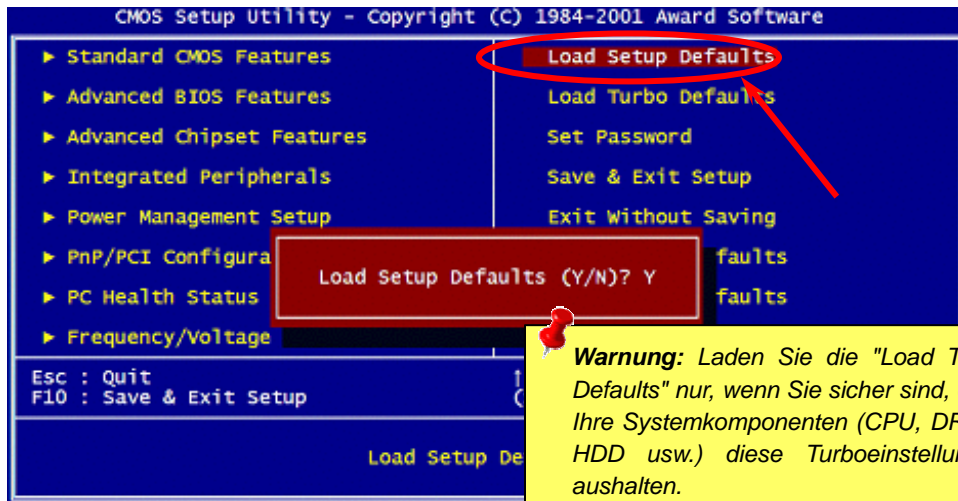 CMOS Setup Utility - Copyright (C) 1984-2001 Award Software
► Standard CMOS Features
► Advanced BIOS Features
► Advanced Chipset Features
► Integrated Peripherals
► Power Management Setup
► PnP/PCI Configura
► PC Health Status
► Frequency/Voltage
Load Setup Defaults
Load Turbo Defaults
Set Password
Save & Exit Setup
Exit Without Saving
faults
faults
Load Setup Defaults (Y/N)? Y
Esc : Quit
F10 : Save & Exit Setup
↑
(
Load Setup De
Warnung: Laden Sie die "Load T
Defaults" nur, wenn Sie sicher sind,
Ihre Systemkomponenten (CPU, DR
HDD usw.) diese Turboeinstellu
aushalten.